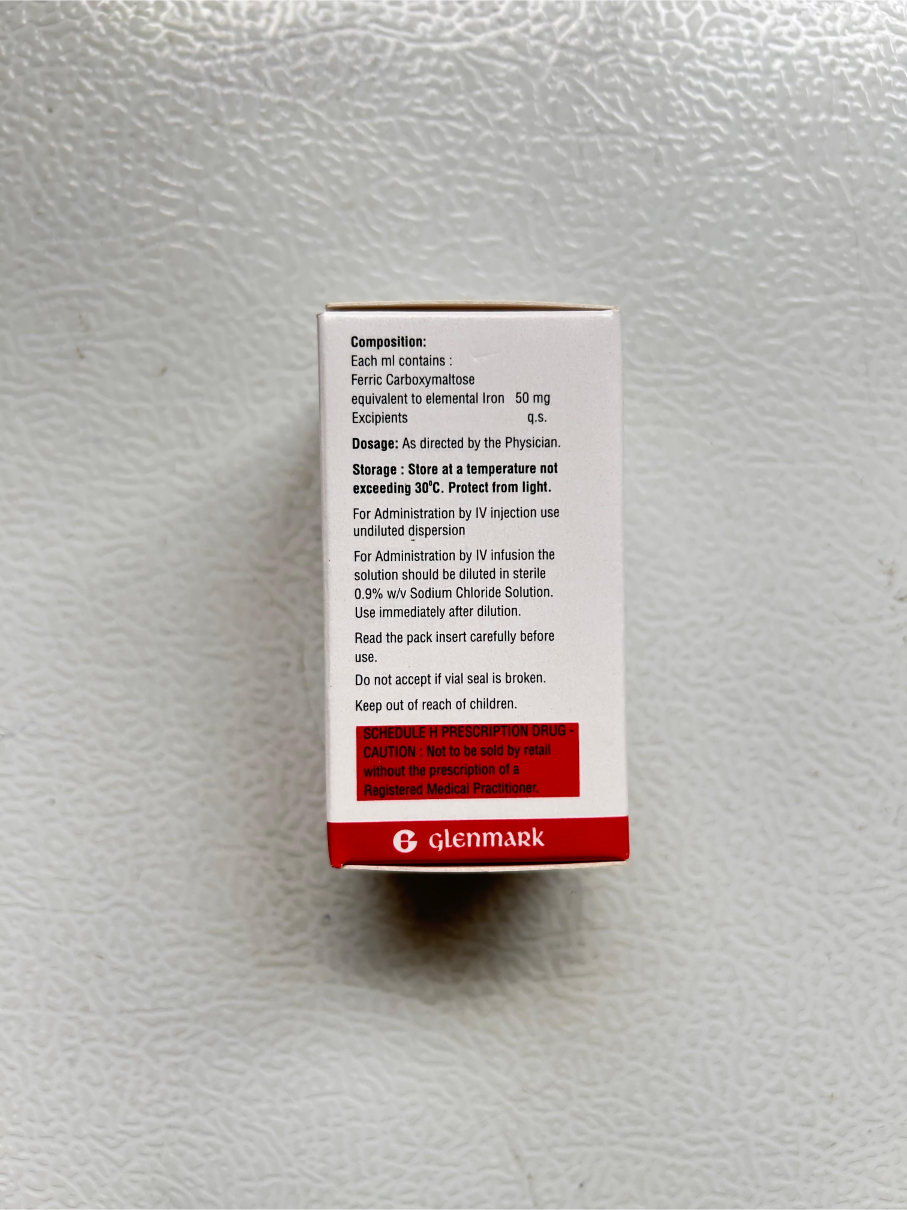 Composition:
Each ml contains :
Ferric Carboxymaltose
equivalent to elemental Iron 50 mg
Excipients q.s.
Dosage: As directed by the Physician.
Storage : Store at a temperature not
exceeding 30⁰C. Protect from light.
For Administration by IV injection use
undiluted dispersion
For Administration by IV infusion the
solution should be diluted in sterile
0.9% w/v Sodium Chloride Solution.
Use immediately after dilution.
Read the pack insert carefully before
use.
Do not accept if vial seal is broken.
Keep out of reach of children.
SCHEDULE H PRESCRIPTION DRUG -
CAUTION : Not to be sold by retail
without the prescription of a
Registered Medical Practitioner.
glenmark